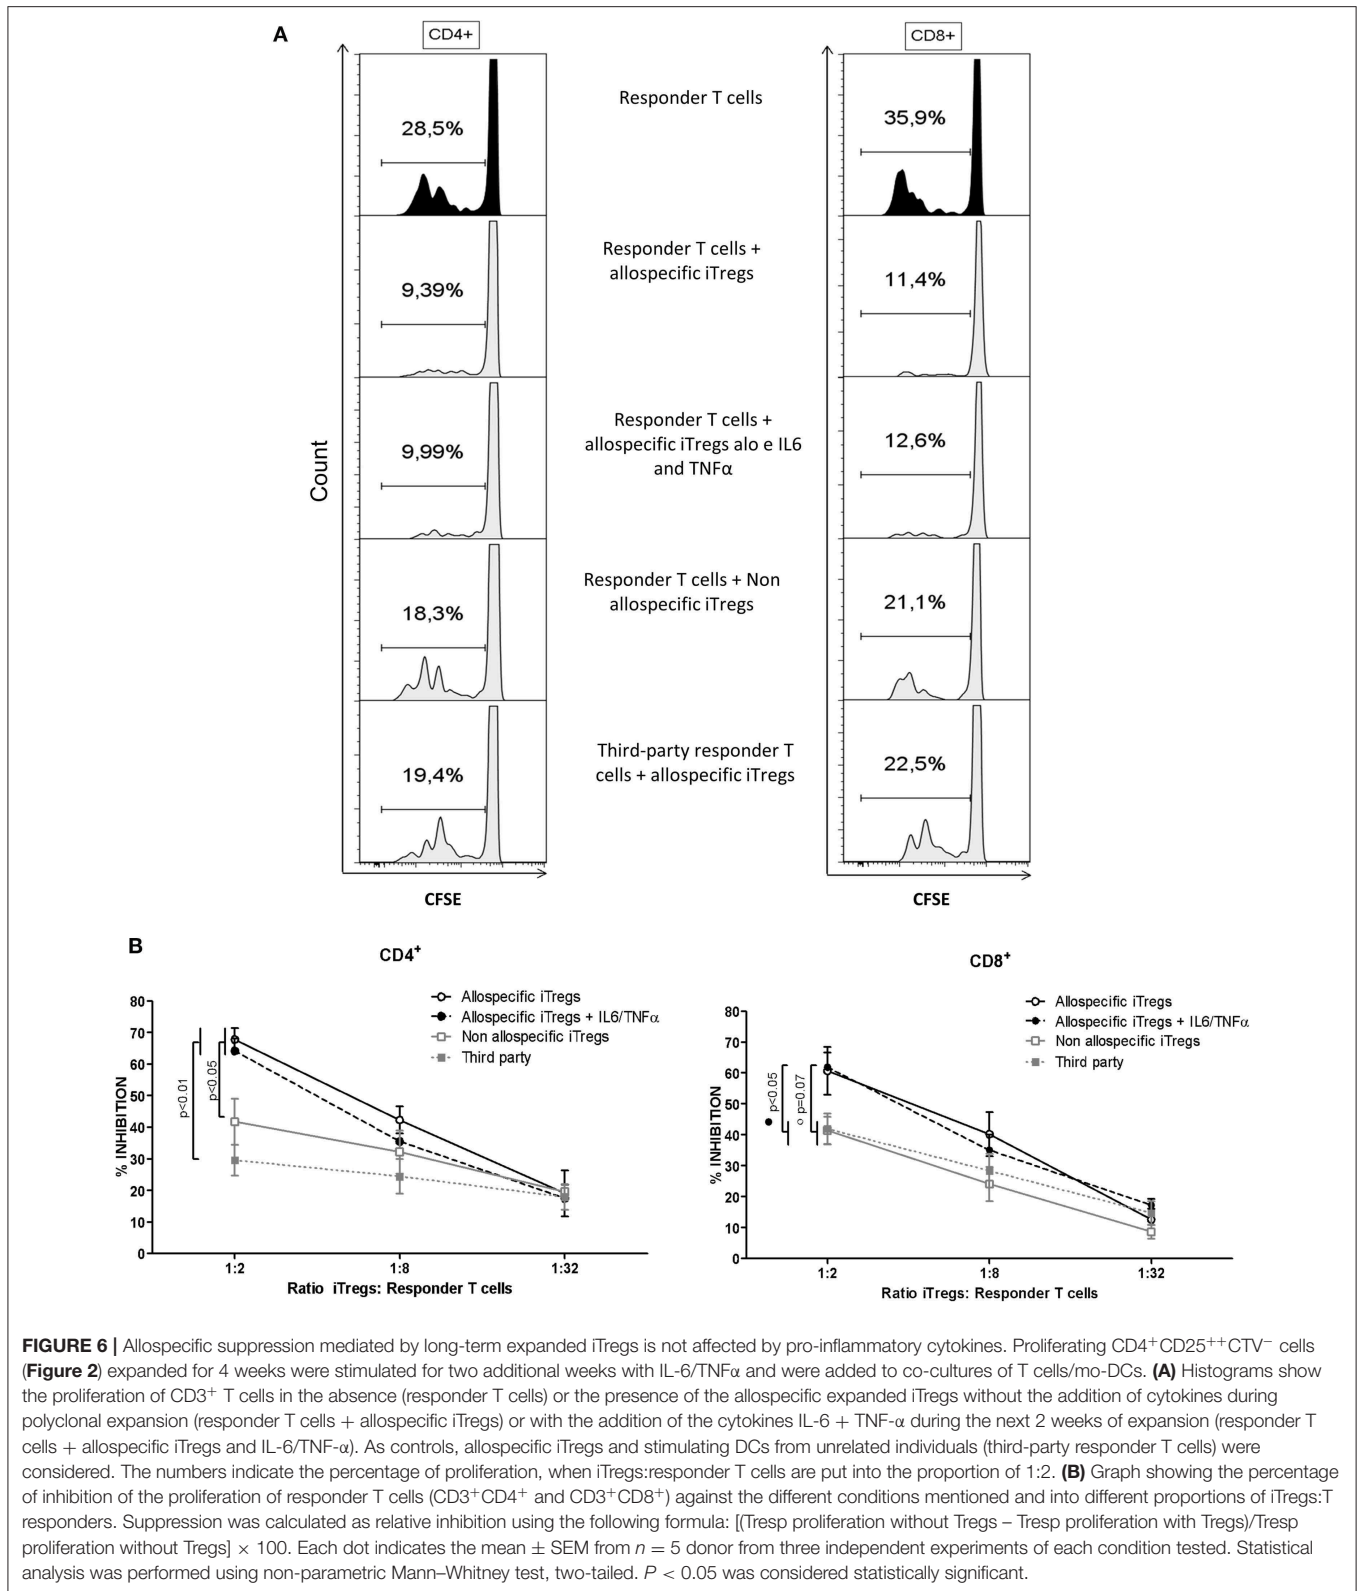 A
CD4+
CD8+
28,5%
Responder T cells
35,9%
9,39%
Responder T cells +
allospecific iTregs
11,4%
Count
9,99%
Responder T cells +
allospecific iTregs alo e IL6
and TNFα
12,6%
18,3%
Responder T cells + Non
allospecific iTregs
21,1%
19,4%
Third-party responder T
cells + allospecific iTregs
22,5%
CFSE
CFSE
B
CD4+
Allospecific iTregs
Allospecific iTregs + IL6/TNFα
Non allospecific iTregs
Third party
% INHIBITION
80
70
60
50
40
30
20
10
0
p<0.01
p<0.05
1:2
1:8
1:32
Ratio iTregs: Responder T cells
CD8+
Allospecific iTregs
Allospecific iTregs + IL6/TNFα
Non allospecific iTregs
Third party
% INHIBITION
80
70
60
50
40
30
20
10
0
p<0.05
p=0.07
1:2
1:8
1:32
Ratio iTregs: Responder T cells
FIGURE 6 | Allospecific suppression mediated by long-term expanded iTregs is not affected by pro-inflammatory cytokines. Proliferating CD4+CD25++CTV− cells
(Figure 2) expanded for 4 weeks were stimulated for two additional weeks with IL-6/TNFα and were added to co-cultures of T cells/mo-DCs. (A) Histograms show
the proliferation of CD3+ T cells in the absence (responder T cells) or the presence of the allospecific expanded iTregs without the addition of cytokines during
polyclonal expansion (responder T cells + allospecific iTregs) or with the addition of the cytokines IL-6 + TNF-α during the next 2 weeks of expansion (responder T
cells + allospecific iTregs and IL-6/TNF-α). As controls, allospecific iTregs and stimulating DCs from unrelated individuals (third-party responder T cells) were
considered. The numbers indicate the percentage of proliferation, when iTregs:responder T cells are put into the proportion of 1:2. (B) Graph showing the percentage
of inhibition of the proliferation of responder T cells (CD3+CD4+ and CD3+CD8+) against the different conditions mentioned and into different proportions of iTregs:T
responders. Suppression was calculated as relative inhibition using the following formula: [(Tresp proliferation without Tregs – Tresp proliferation with Tregs)/Tresp
proliferation without Tregs] × 100. Each dot indicates the mean ± SEM from n = 5 donor from three independent experiments of each condition tested. Statistical
analysis was performed using non-parametric Mann–Whitney test, two-tailed. P < 0.05 was considered statistically significant.